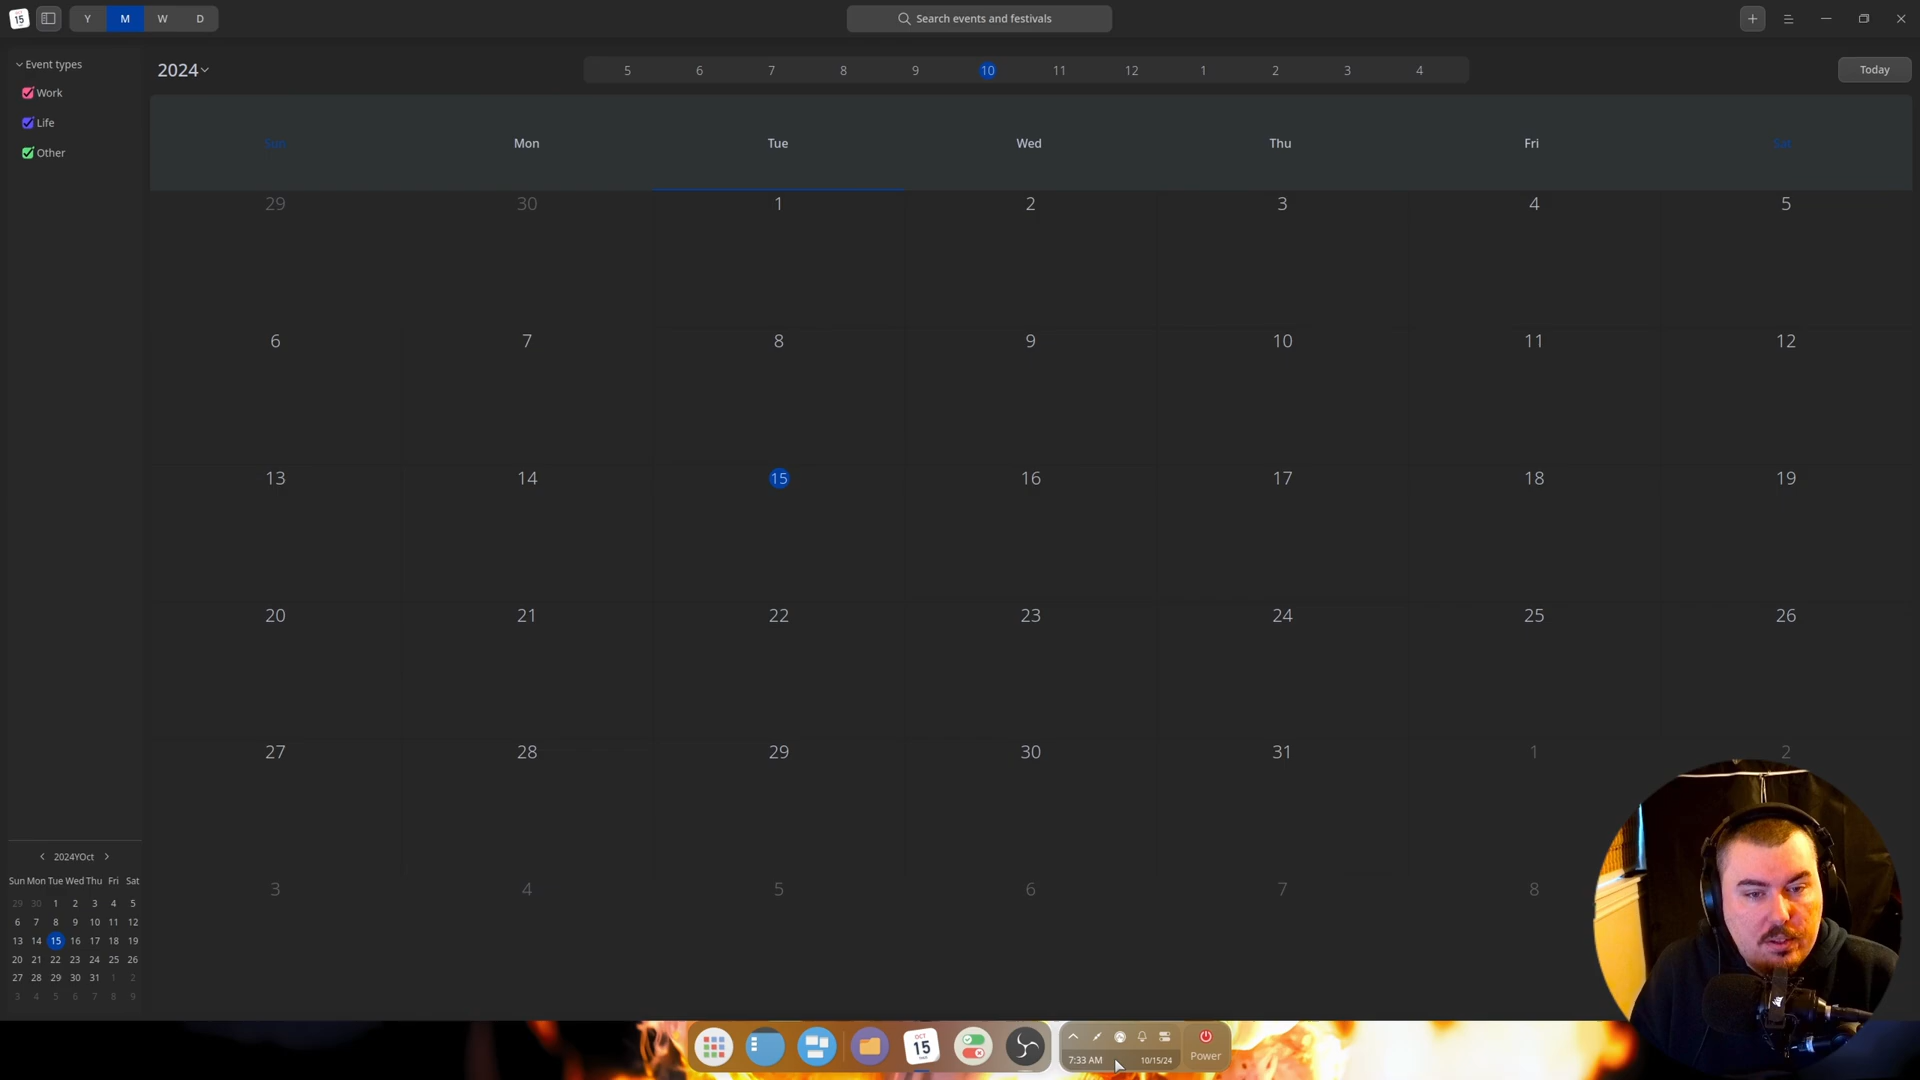 OCT
15
Y M W D
Search events and festivals
Event types
Work
Life
Other
2024
5 6 7 8 9 10 11 12 1 2 3 4
Today
Sun Mon Tue Wed Thu Fri Sat
29 30 1 2 3 4 5
6 7 8 9 10 11 12
13 14 15 16 17 18 19
20 21 22 23 24 25 26
27 28 29 30 31 1 2
3 4 5 6 7 8
2024YOct
Sun Mon Tue Wed Thu Fri Sat
29 30 1 2 3 4 5
6 7 8 9 10 11 12
13 14 15 16 17 18 19
20 21 22 23 24 25 26
27 28 29 30 31 1 2
3 4 5 6 7 8 9
OCT
15
7:33 AM 10/15/24
Power